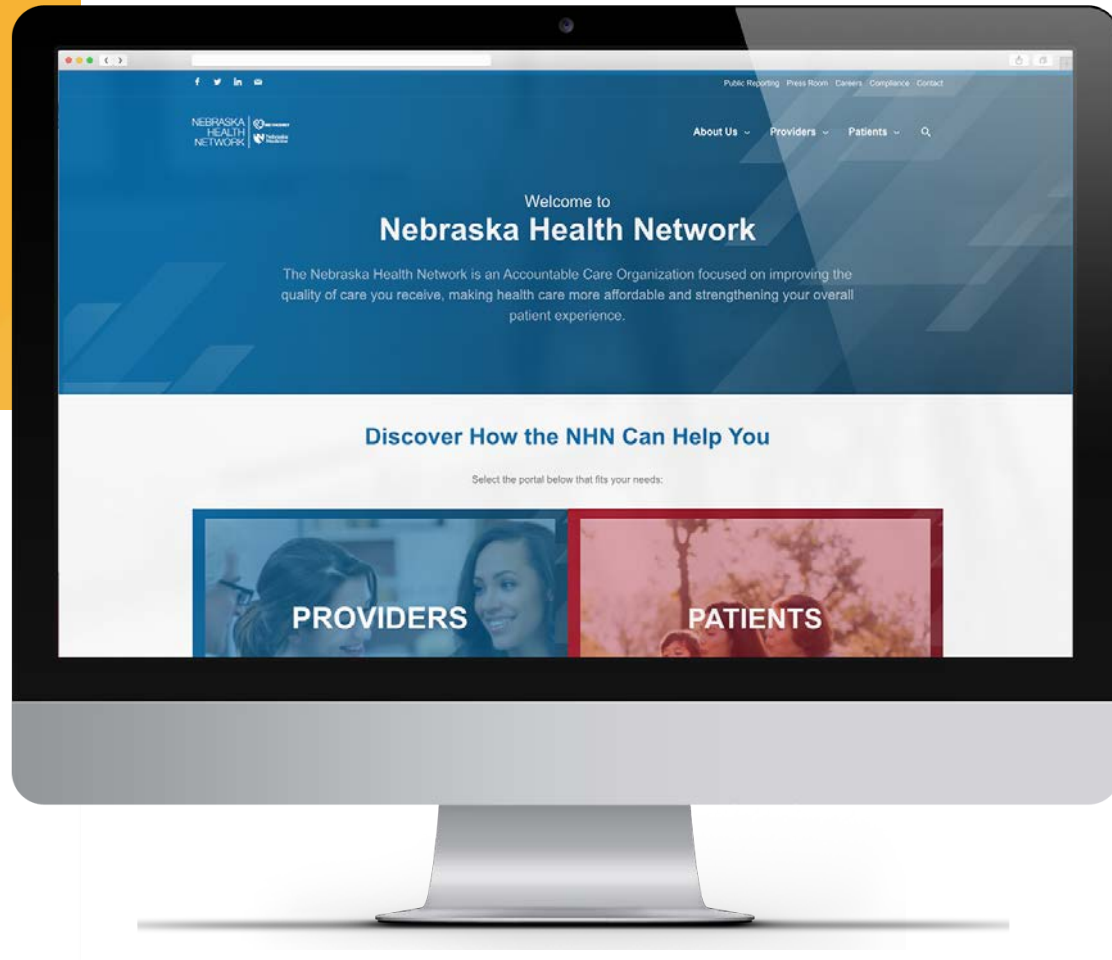 Public Reporting Press Room Careers Compliance Contact
NEBRASKA
HEALTH
NETWORK
Nebraska
Medicine
About Us Providers Patients
Welcome to
Nebraska Health Network
The Nebraska Health Network is an Accountable Care Organization focused on improving the
quality of care you receive, making health care more affordable and strengthening your overall
patient experience.
Discover How the NHN Can Help You
Select the portal below that fits your needs:
PROVIDERS
PATIENTS